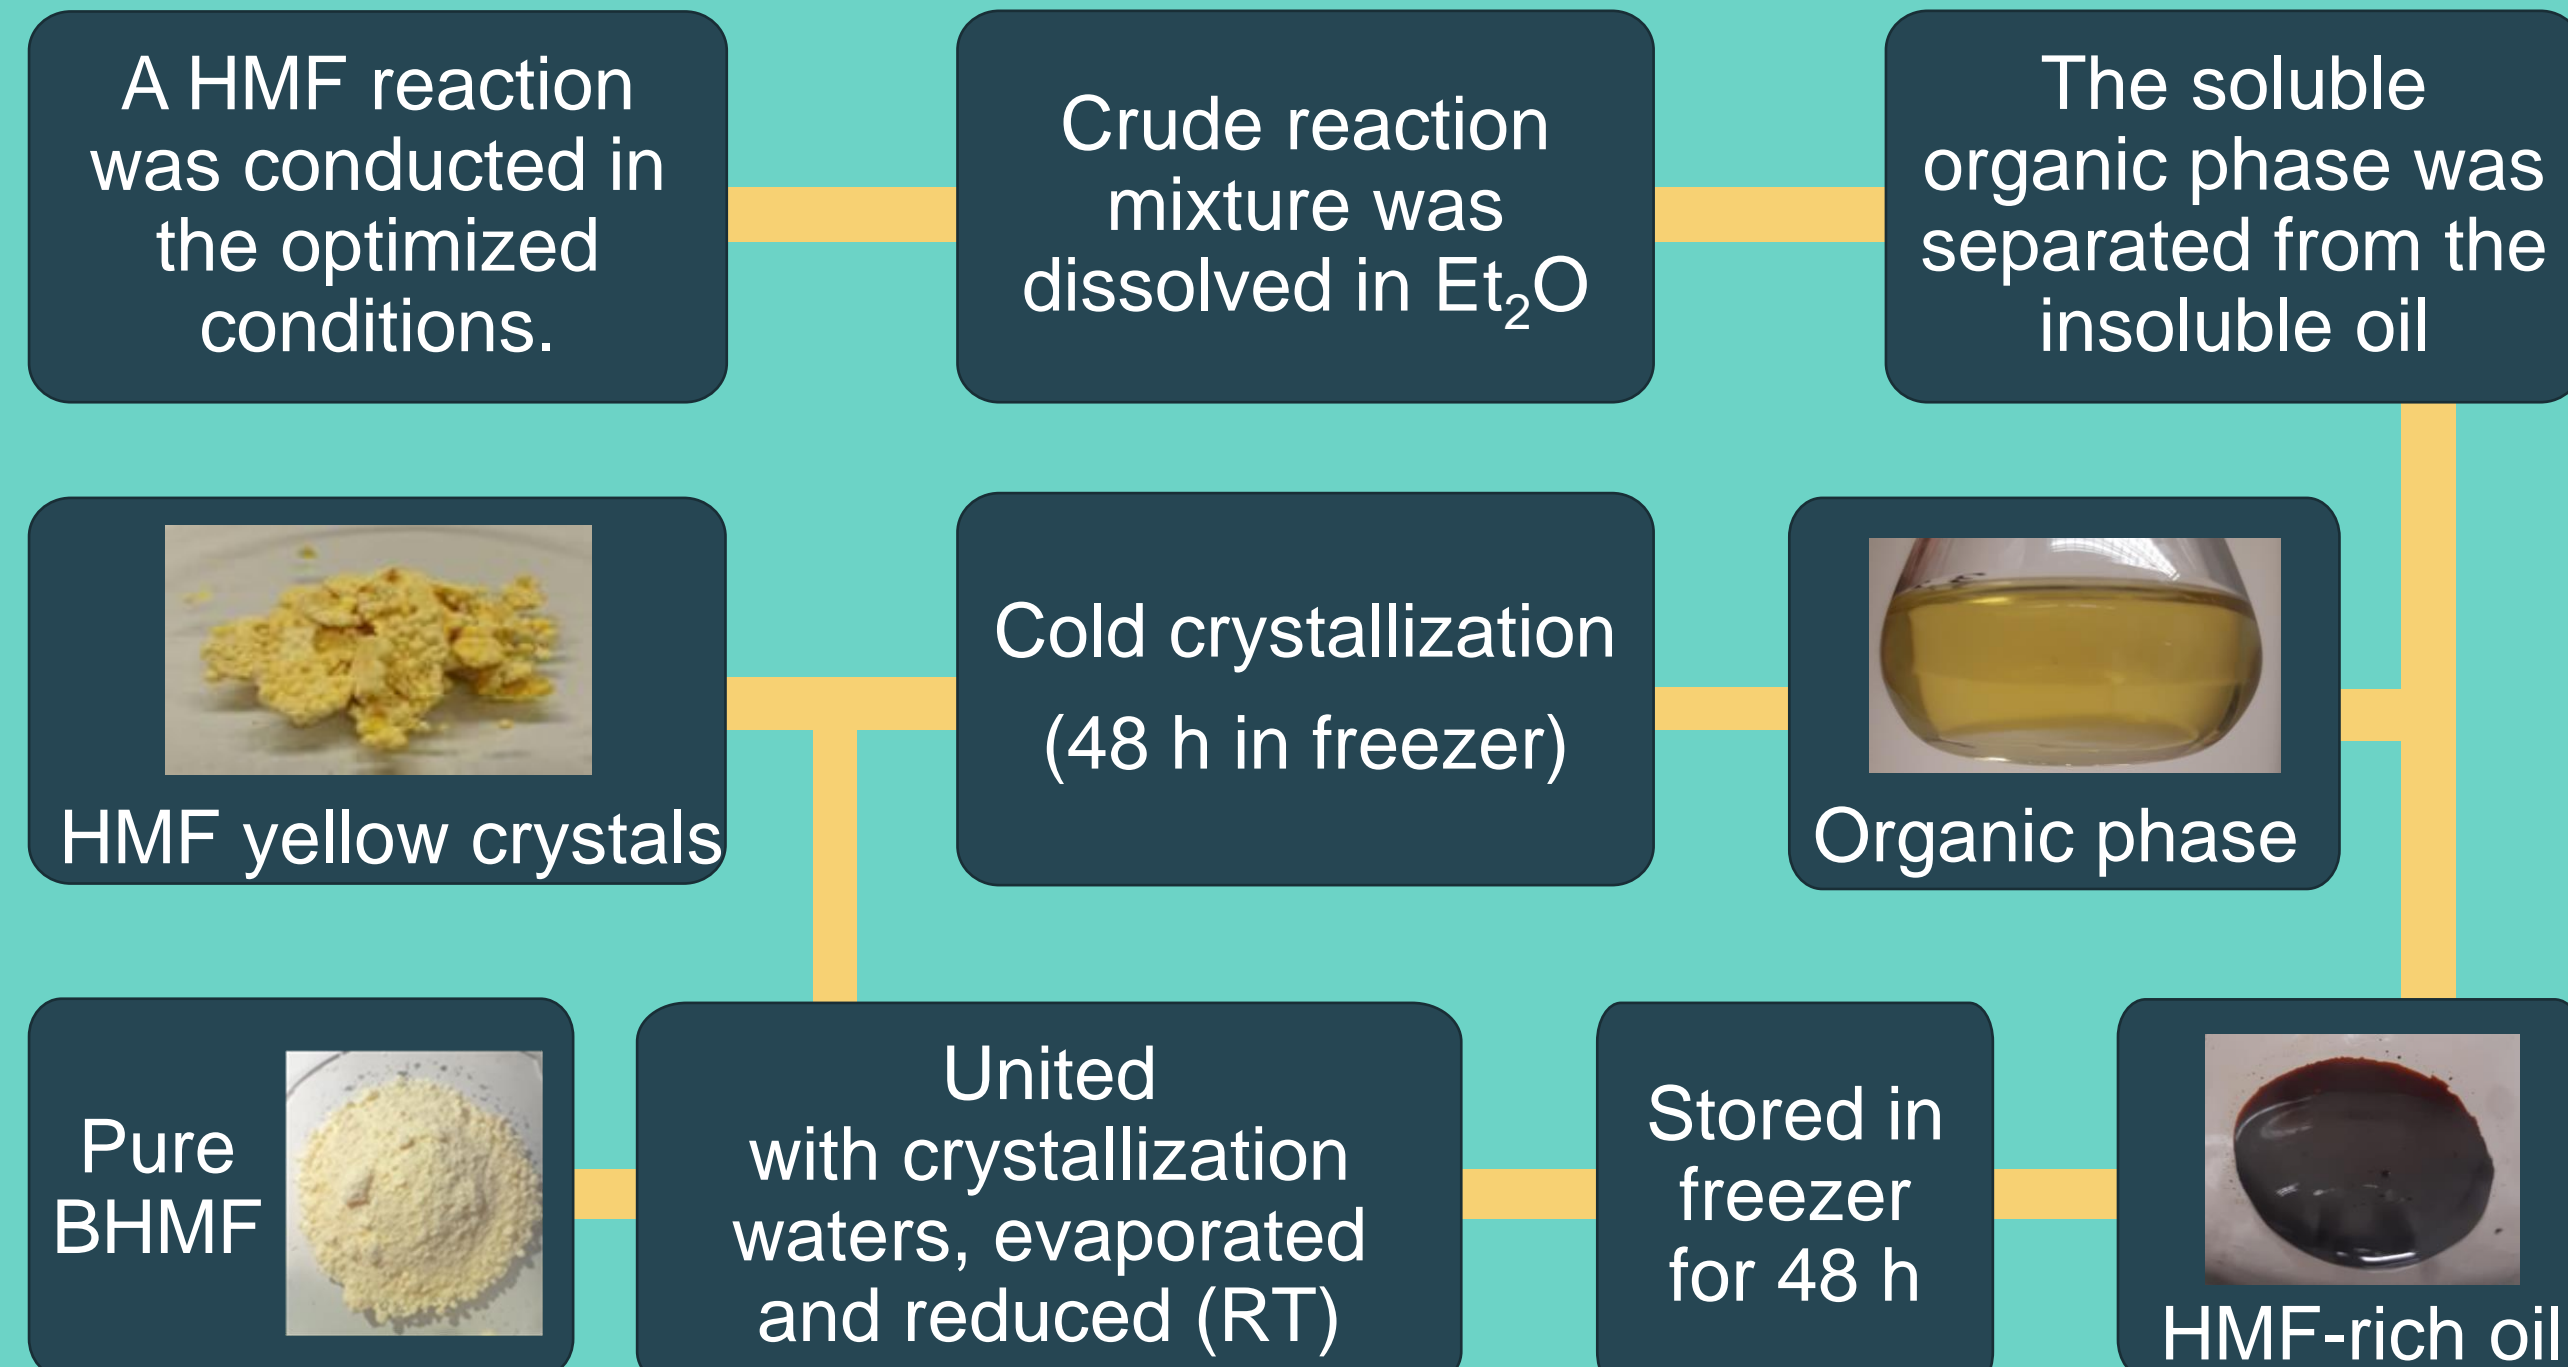 A HMF reaction
was conducted in
the optimized
conditions.
Crude reaction
mixture was
dissolved in Et₂O
The soluble
organic phase was
separated from the
insoluble oil
HMF yellow crystals
Cold crystallization
(48 h in freezer)
Organic phase
Pure
BHMF
United
with crystallization
waters, evaporated
and reduced (RT)
Stored in
freezer
for 48 h
HMF-rich oil